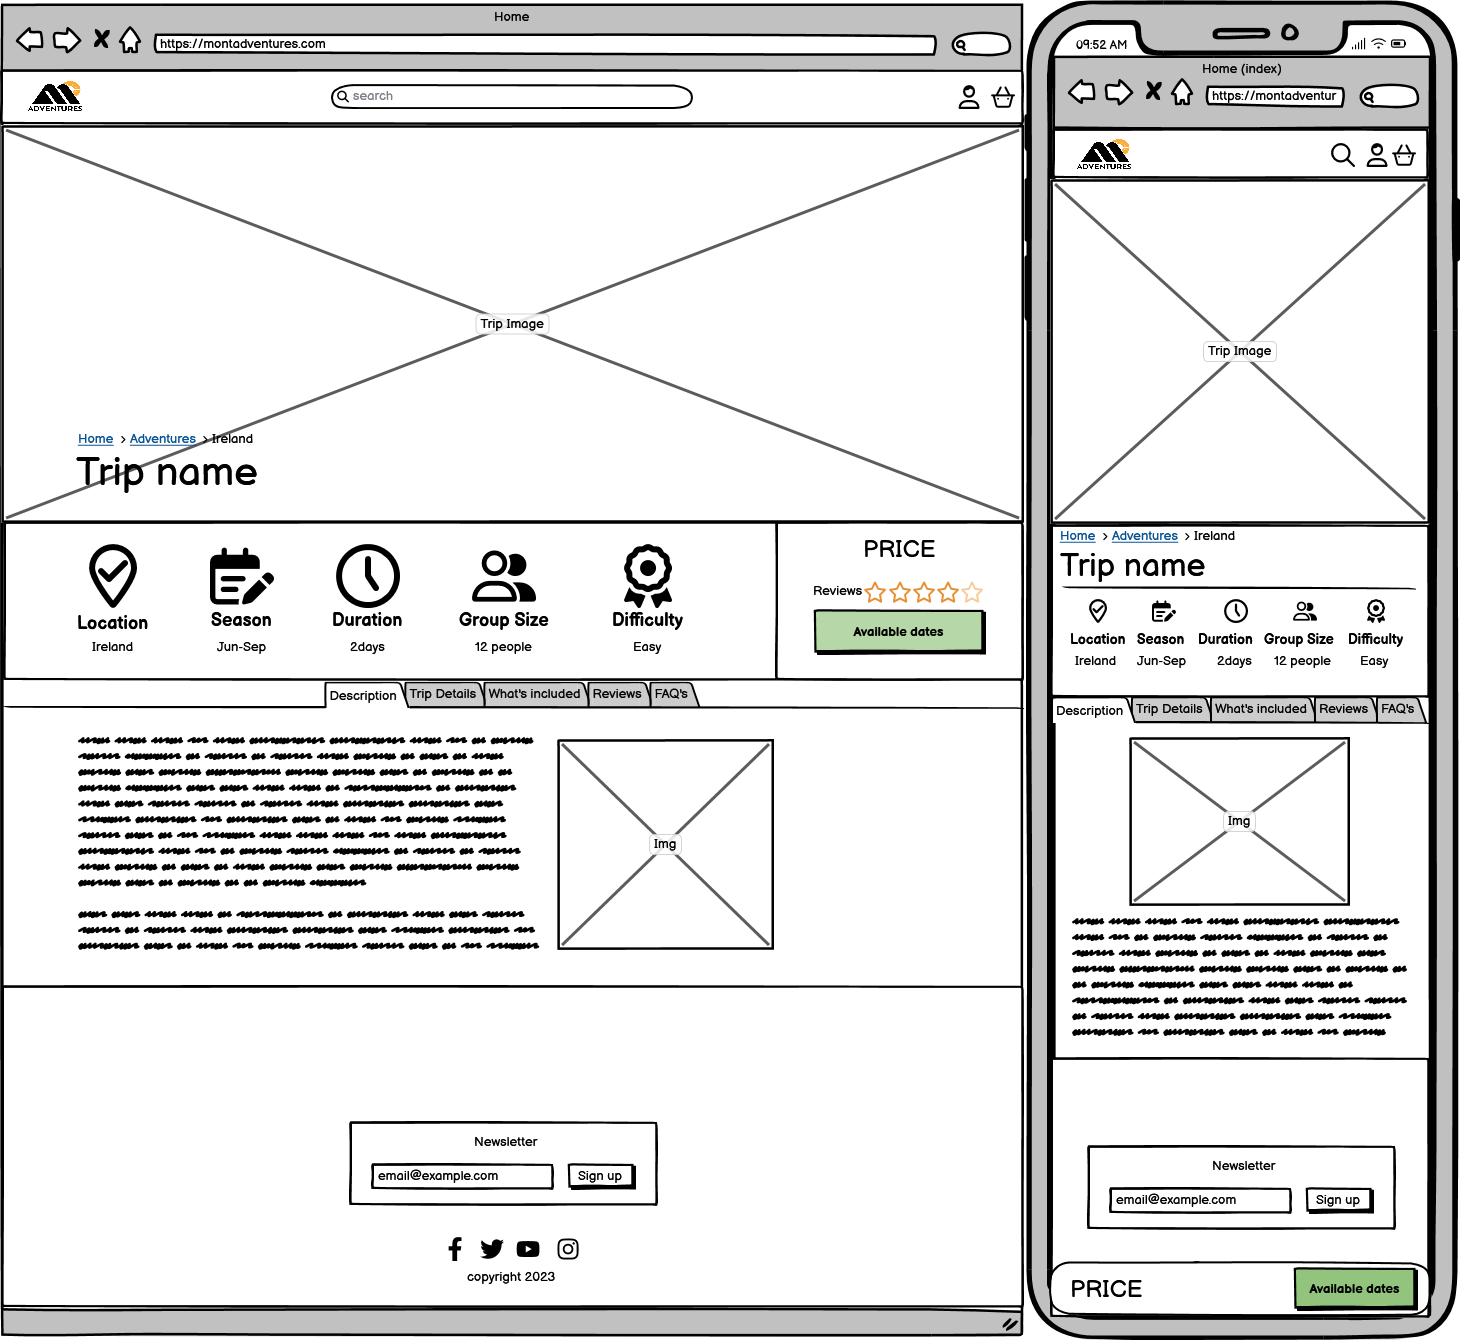 Home
https://montadventures.com
ADVENTURES
search
Trip Image
Home > Adventures > Ireland
Trip name
Location
Ireland
Season
Jun-Sep
Duration
2days
Group Size
12 people
Difficulty
Easy
PRICE
Reviews
Available dates
Description Trip Details What's included Reviews FAQ's
Img
Newsletter
email@example.com Sign up
copyright 2023
09:52 AM
Home (index)
https://montadventur
ADVENTURES
Trip Image
Home > Adventures > Ireland
Trip name
Location Season Duration Group Size Difficulty
Ireland Jun-Sep 2days 12 people Easy
Description Trip Details What's included Reviews FAQ's
Img
Newsletter
email@example.com Sign up
PRICE Available dates